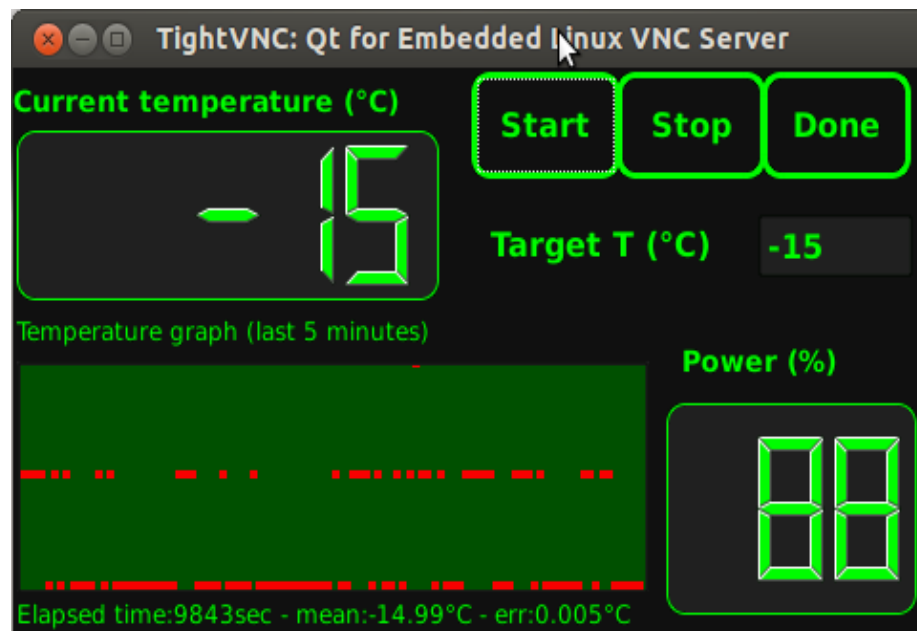 TightVNC: Qt for Embedded Linux VNC Server
Current temperature (°C)
Start Stop Done
-15
Target T (°C) -15
Temperature graph (last 5 minutes)
Power (%)
88
Elapsed time:9843sec - mean:-14.99°C - err:0.005°C